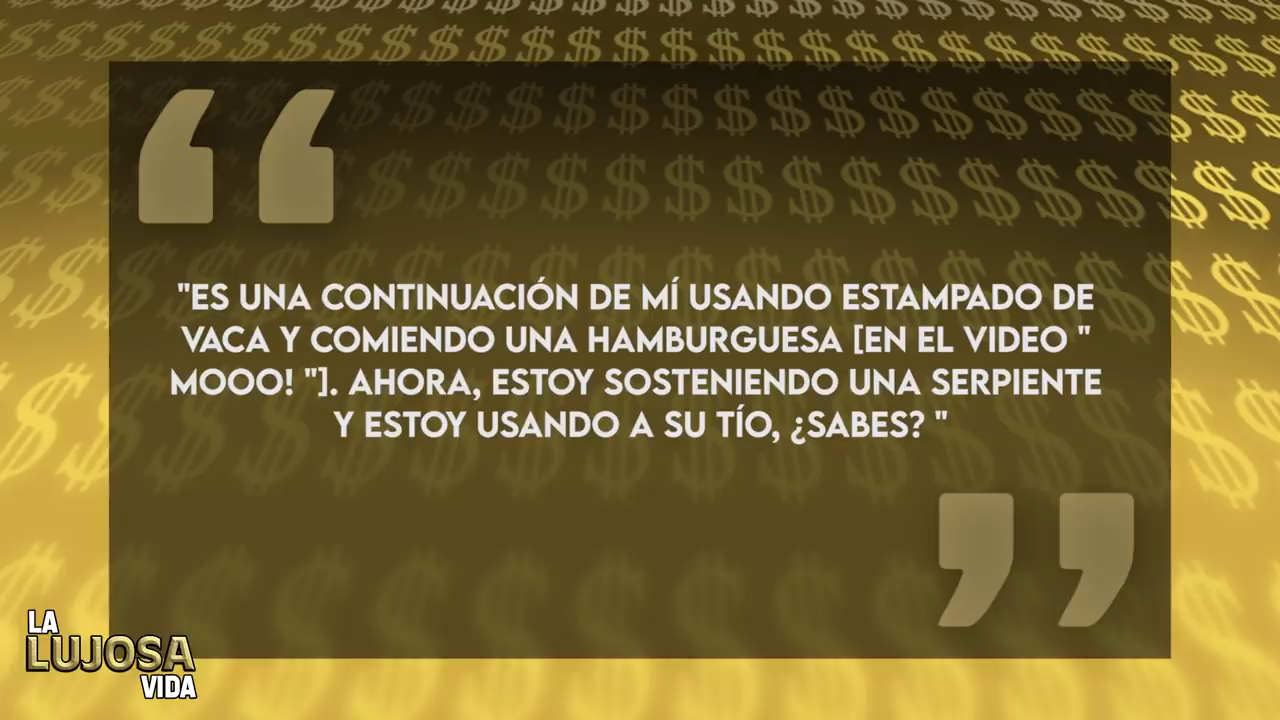 "ES UNA CONTINUACIÓN DE MÍ USANDO ESTAMPADO DE
VACA Y COMIENDO UNA HAMBURGUESA [EN EL VIDEO "
MOOO! "]. AHORA, ESTOY SOSTENIENDO UNA SERPIENTE
Y ESTOY USANDO A SU TÍO, ¿SABES? "
LA
LUJOSA
VIDA